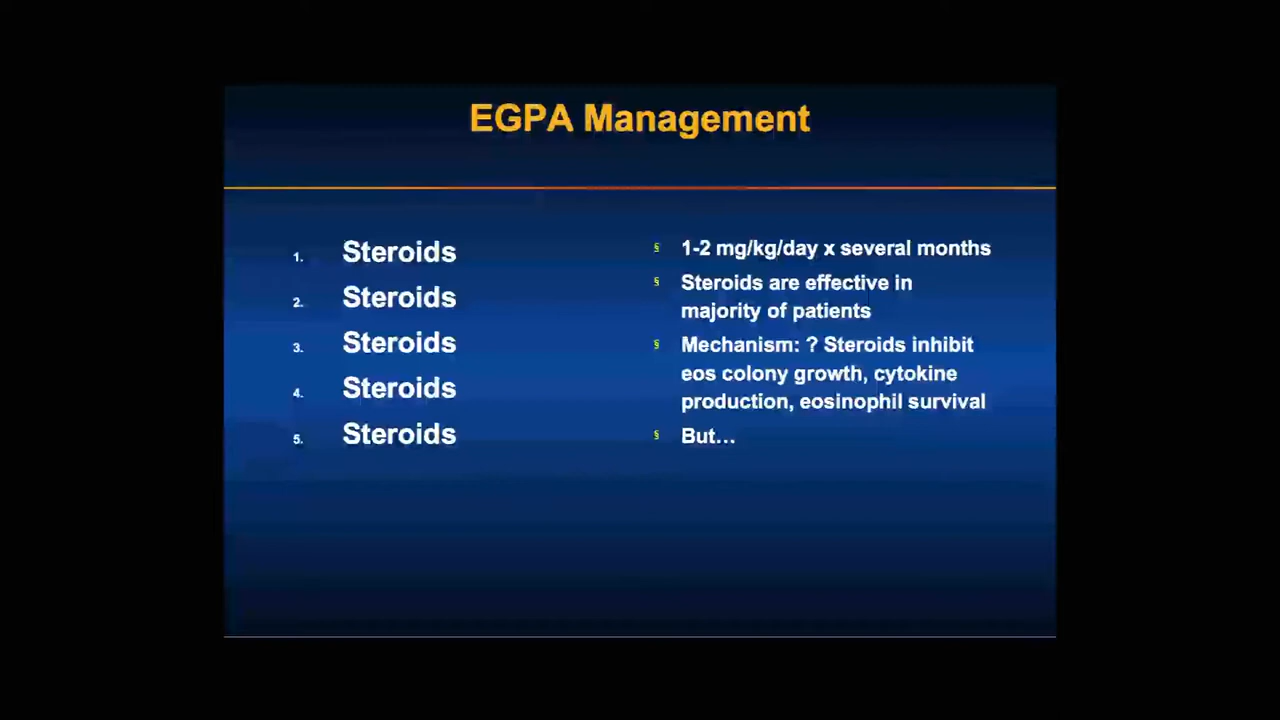 EGPA Management
1. Steroids
2. Steroids
3. Steroids
4. Steroids
5. Steroids
§ 1-2 mg/kg/day x several months
§ Steroids are effective in
majority of patients
§ Mechanism: ? Steroids inhibit
eos colony growth, cytokine
production, eosinophil survival
§ But...